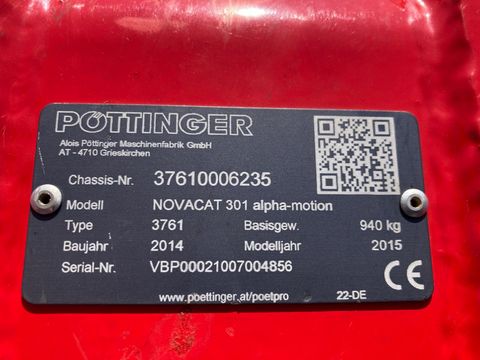 PÖTTINGER
Alois Pöttinger Maschinenfabrik GmbH
AT - 4710 Grieskirchen
Chassis-Nr. 37610006235
Modell NOVACAT 301 alpha-motion
Type 3761 Basisgew. 940 kg
Baujahr 2014 Modelljahr 2015
Serial-Nr. VBP00021007004856
CE
www.poettinger.at/poetpro 22-DE